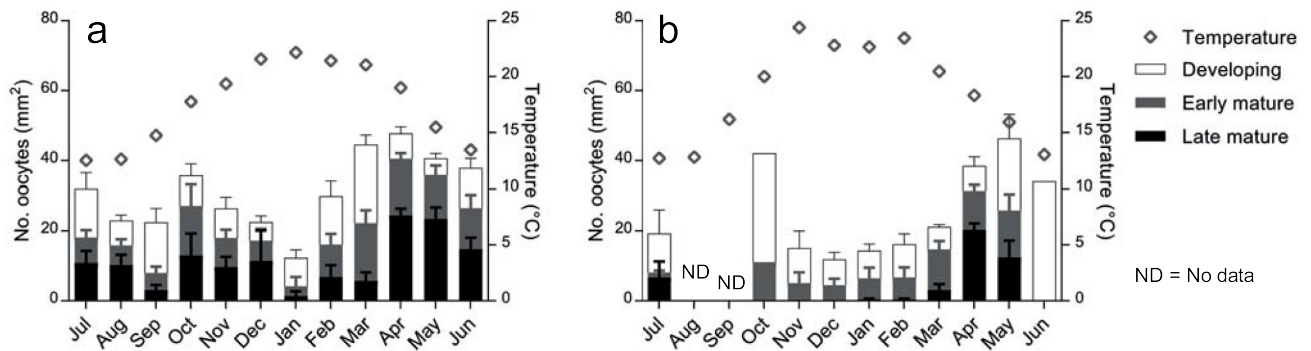 a
80
60
40
20
0
No. oocytes (mm²)
25
20
15
10
5
0
Temperature (°C)
Jul Aug Sep Oct Nov Dec Jan Feb Mar Apr May Jun
b
80
60
40
20
0
No. oocytes (mm²)
ND ND
25
20
15
10
5
0
Temperature (°C)
Jul Aug Sep Oct Nov Dec Jan Feb Mar Apr May Jun
Temperature
Developing
Early mature
Late mature
ND = No data